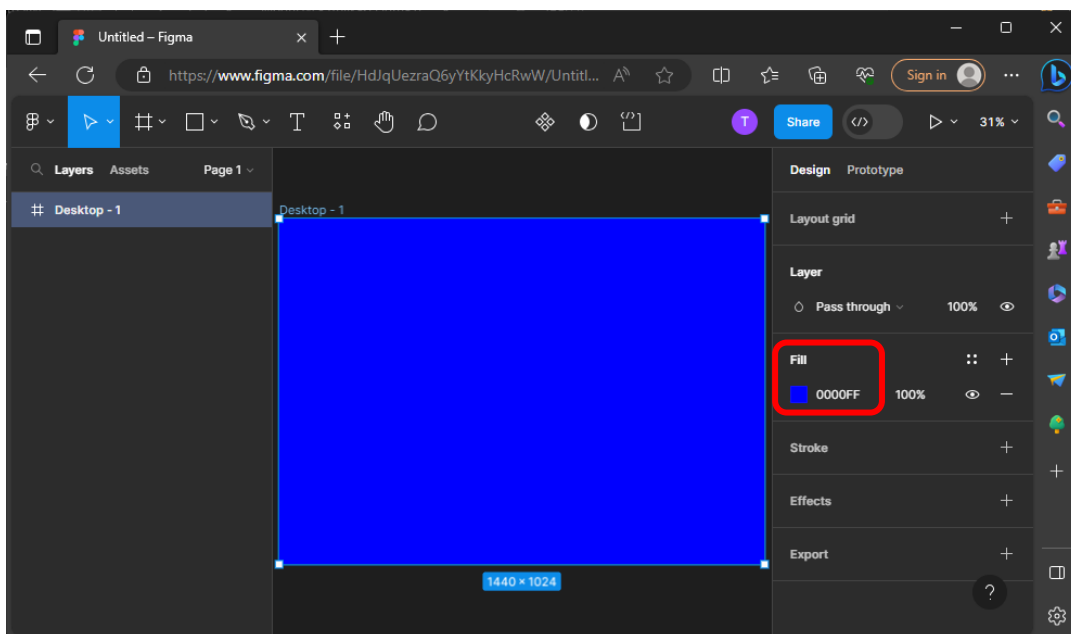 Untitled – Figma
https://www.figma.com/file/HdJqUezraQ6yYtKkyHcRwW/Untitl...
Sign in
T
Share
31%
Layers Assets Page 1
Design Prototype
Desktop - 1
Desktop - 1
Layout grid
Layer
Pass through 100%
Fill
0000FF 100%
Stroke
Effects
Export
1440 × 1024
?